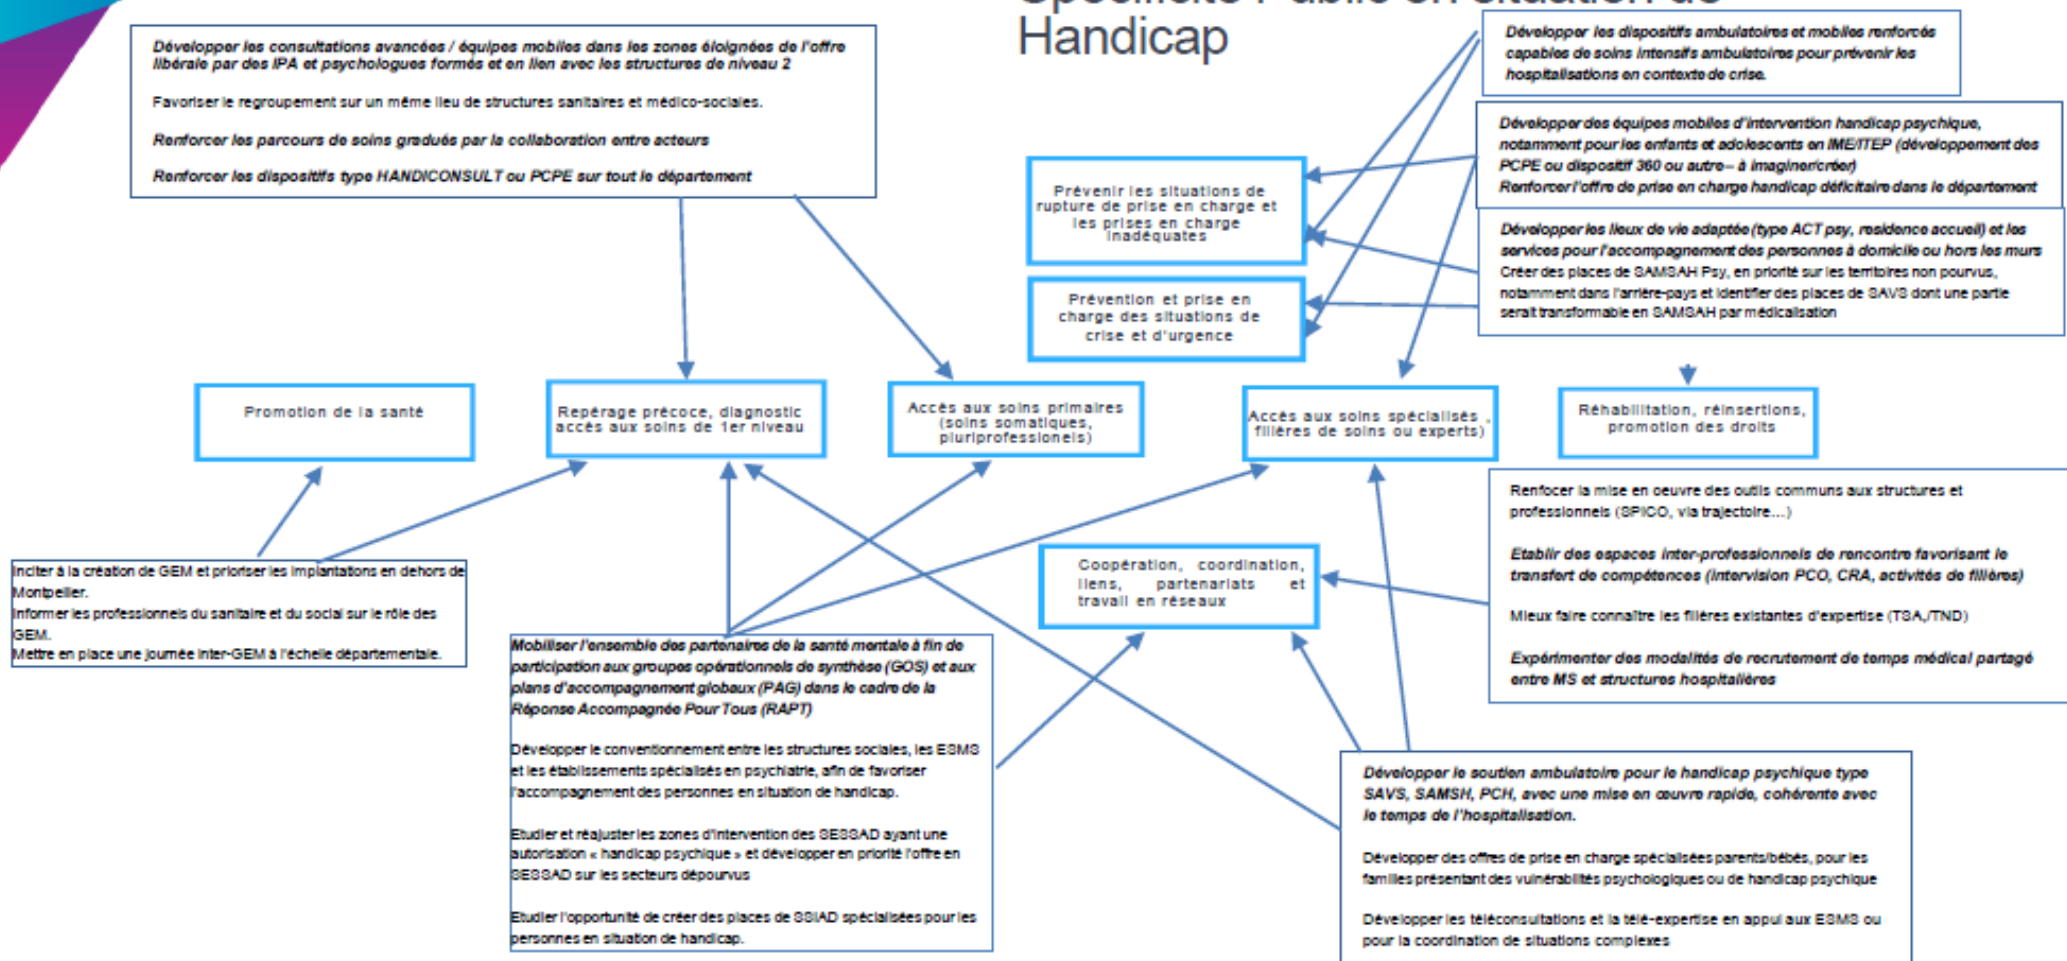 Spécificité Public en situation de
Handicap
Développer les consultations avancées / équipes mobiles dans les zones éloignées de l'offre
libérale par des IPA et psychologues formés et en lien avec les structures de niveau 2
Favoriser le regroupement sur un même lieu de structures sanitaires et médico-sociales.
Renforcer les parcours de soins gradués par la collaboration entre acteurs
Renforcer les dispositifs type HANDICONSULT ou PCPE sur tout le département
Développer les dispositifs ambulatoires et mobiles renforcés
capables de soins intensifs ambulatoires pour prévenir les
hospitalisations en contexte de crise.
Développer des équipes mobiles d'intervention handicap psychique,
notamment pour les enfants et adolescents en IME/ITEP (développement des
PCPE ou dispositif 360 ou autre– à imaginer/créer)
Renforcer l'offre de prise en charge handicap déficitaire dans le département
Développer les lieux de vie adaptée (type ACT psy, residence accueil) et les
services pour l'accompagnement des personnes à domicile ou hors les murs
Créer des places de SAMSAH Psy, en priorité sur les territoires non pourvus,
notamment dans l'arrière-pays et identifier des places de SAVS dont une partie
serait transformable en SAMSAH par médicalisation
Prévenir les situations de
rupture de prise en charge et
les prises en charge
inadéquates
Prévention et prise en
charge des situations de
crise et d'urgence
Promotion de la santé
Repérage précoce, diagnostic
accès aux soins de 1er niveau
Accès aux soins primaires
(soins somatiques,
pluriprofessionels)
Accès aux soins spécialisés ,
filières de soins ou experts)
Réhabilitation, réinsertions,
promotion des droits
Inciter à la création de GEM et prioriser les implantations en dehors de
Montpellier.
Informer les professionnels du sanitaire et du social sur le rôle des
GEM.
Mettre en place une journée inter-GEM à l'échelle départementale.
Mobiliser l'ensemble des partenaires de la santé mentale à fin de
participation aux groupes opérationnels de synthèse (GOS) et aux
plans d'accompagnement globaux (PAG) dans le cadre de la
Réponse Accompagnée Pour Tous (RAPT)
Développer le conventionnement entre les structures sociales, les ESMS
et les établissements spécialisés en psychiatrie, afin de favoriser
l'accompagnement des personnes en situation de handicap.
Etudier et réajuster les zones d'intervention des SESSAD ayant une
autorisation « handicap psychique » et développer en priorité l'offre en
SESSAD sur les secteurs dépourvus
Etudier l'opportunité de créer des places de SSIAD spécialisées pour les
personnes en situation de handicap.
Coopération, coordination,
liens, partenariats et
travail en réseaux
Renfocer la mise en oeuvre des outils communs aux structures et
professionnels (SPICO, via trajectoire...)
Etablir des espaces inter-professionnels de rencontre favorisant le
transfert de compétences (intervision PCO, CRA, activités de filières)
Mieux faire connaître les filières existantes d'expertise (TSA,/TND)
Expérimenter des modalités de recrutement de temps médical partagé
entre MS et structures hospitalières
Développer le soutien ambulatoire pour le handicap psychique type
SAVS, SAMSH, PCH, avec une mise en œuvre rapide, cohérente avec
le temps de l'hospitalisation.
Développer des offres de prise en charge spécialisées parents/bébés, pour les
familles présentant des vulnérabilités psychologiques ou de handicap psychique
Développer les téléconsultations et la télé-expertise en appui aux ESMS ou
pour la coordination de situations complexes